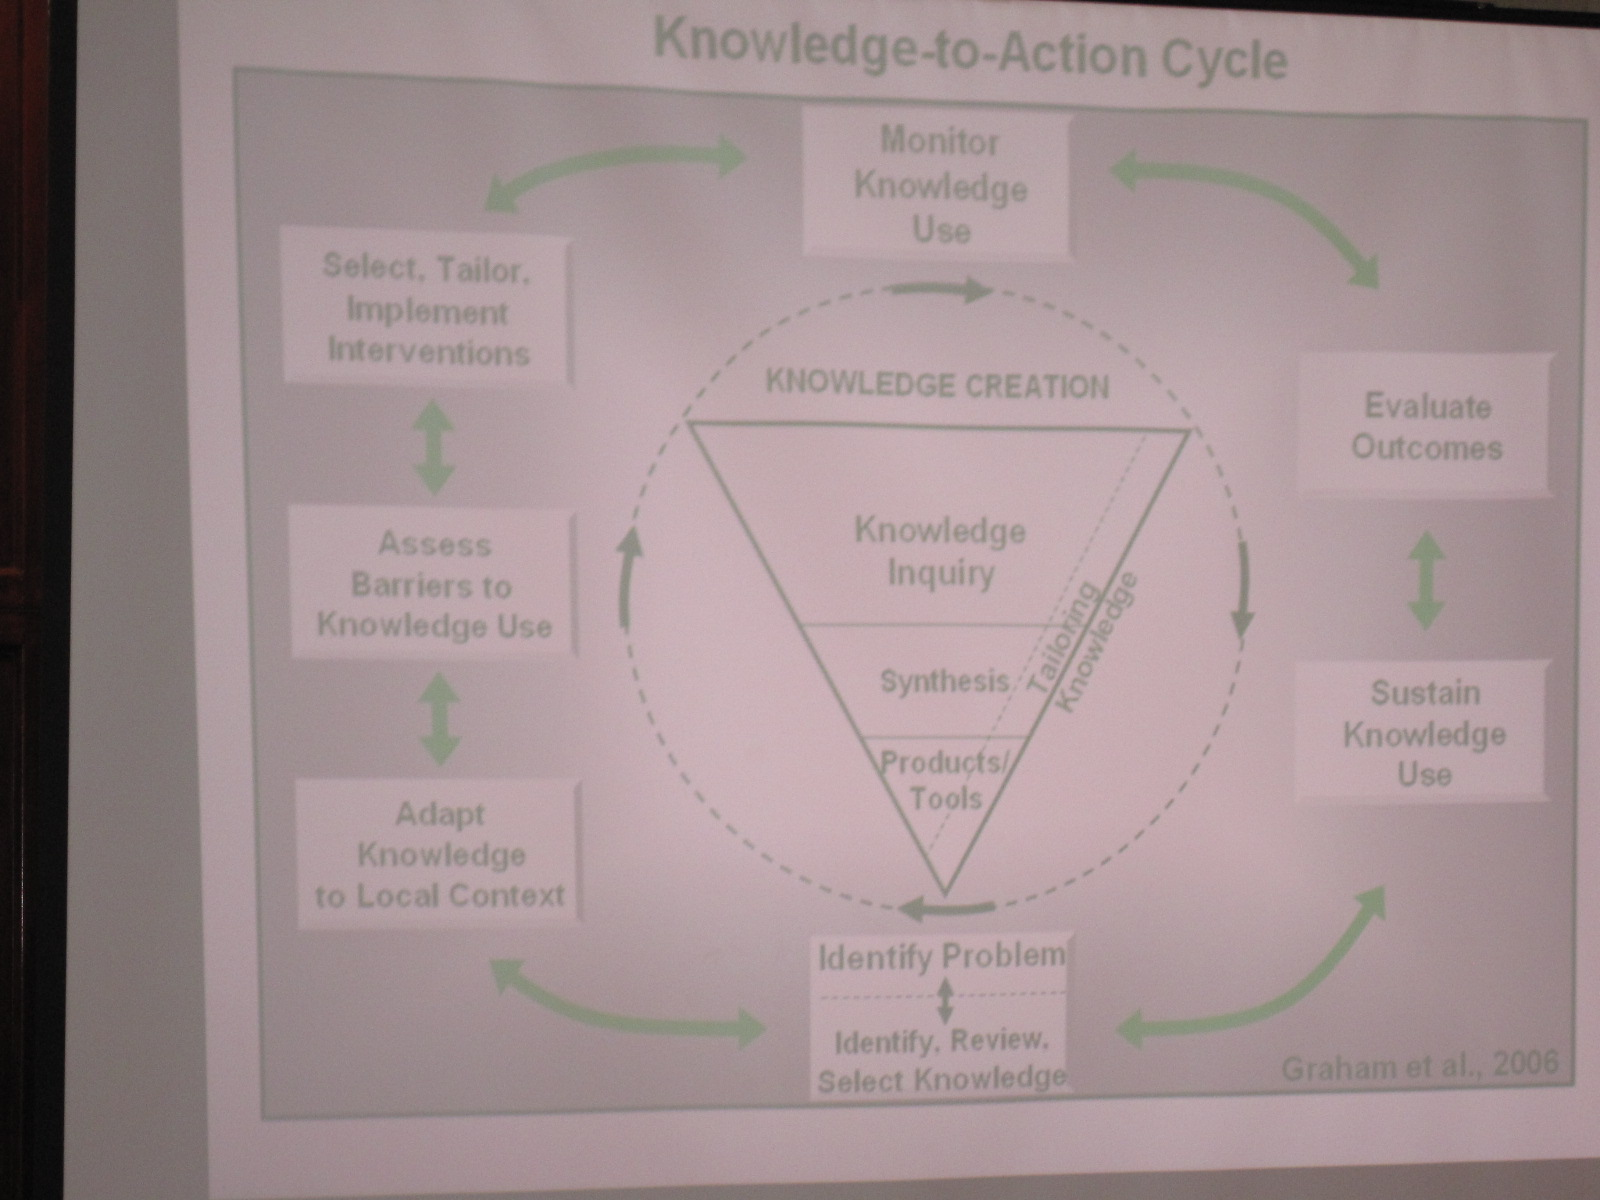 Knowledge-to-Action Cycle
Monitor
Knowledge
Use
Select, Tailor,
Implement
Interventions
KNOWLEDGE CREATION
Evaluate
Outcomes
Knowledge
Inquiry
Assess
Barriers to
Knowledge Use
Tailoring
Knowledge
Synthesis
Sustain
Knowledge
Use
Products/
Tools
Adapt
Knowledge
to Local Context
Identify Problem
Identify, Review,
Select Knowledge
Graham et al., 2006